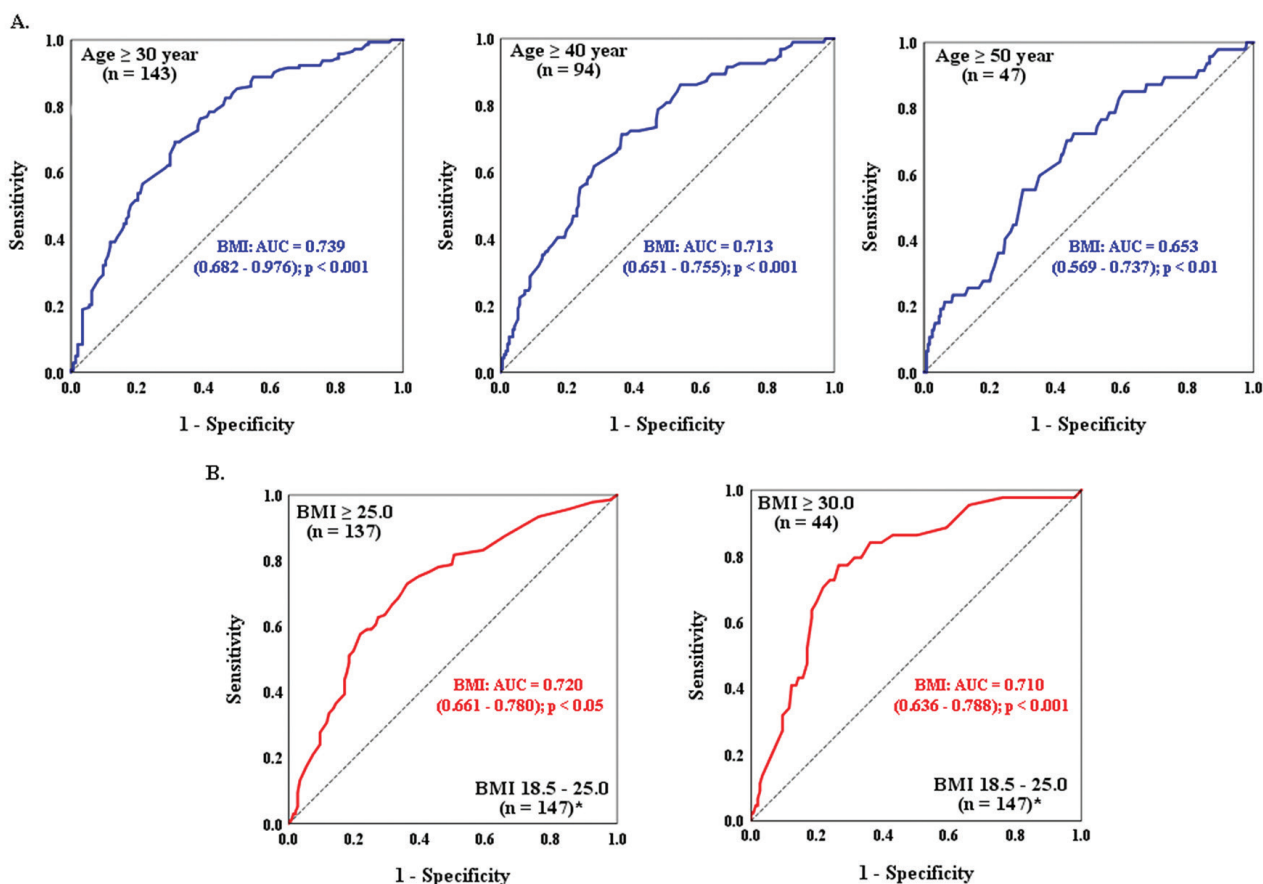 A.
Age ≥ 30 year
(n = 143)
BMI: AUC = 0.739
(0.682 - 0.976); p < 0.001
Sensitivity
1.0
0.8
0.6
0.4
0.2
0.0
0.0 0.2 0.4 0.6 0.8 1.0
1 - Specificity
Age ≥ 40 year
(n = 94)
BMI: AUC = 0.713
(0.651 - 0.755); p < 0.001
Sensitivity
1.0
0.8
0.6
0.4
0.2
0.0
0.0 0.2 0.4 0.6 0.8 1.0
1 - Specificity
Age ≥ 50 year
(n = 47)
BMI: AUC = 0.653
(0.569 - 0.737); p < 0.01
Sensitivity
1.0
0.8
0.6
0.4
0.2
0.0
0.0 0.2 0.4 0.6 0.8 1.0
1 - Specificity
B.
BMI ≥ 25.0
(n = 137)
BMI: AUC = 0.720
(0.661 - 0.780); p < 0.05
BMI 18.5 - 25.0
(n = 147)*
Sensitivity
1.0
0.8
0.6
0.4
0.2
0.0
0.0 0.2 0.4 0.6 0.8 1.0
1 - Specificity
BMI ≥ 30.0
(n = 44)
BMI: AUC = 0.710
(0.636 - 0.788); p < 0.001
BMI 18.5 - 25.0
(n = 147)*
Sensitivity
1.0
0.8
0.6
0.4
0.2
0.0
0.0 0.2 0.4 0.6 0.8 1.0
1 - Specificity